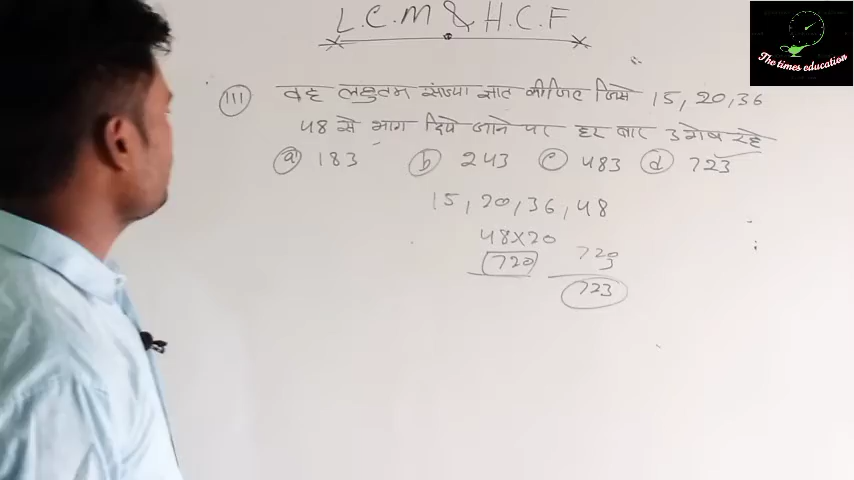 L.C.M & H.C.F
The times education
111 वह लघुतम संख्या ज्ञात कीजिए जिसे 15, 20, 36
48 से भाग दिये जाने पर हर बार 3 शेष रहे
a 183 b 243 c 483 d 723
15, 20, 36, 48
48×20
720
720
3
723